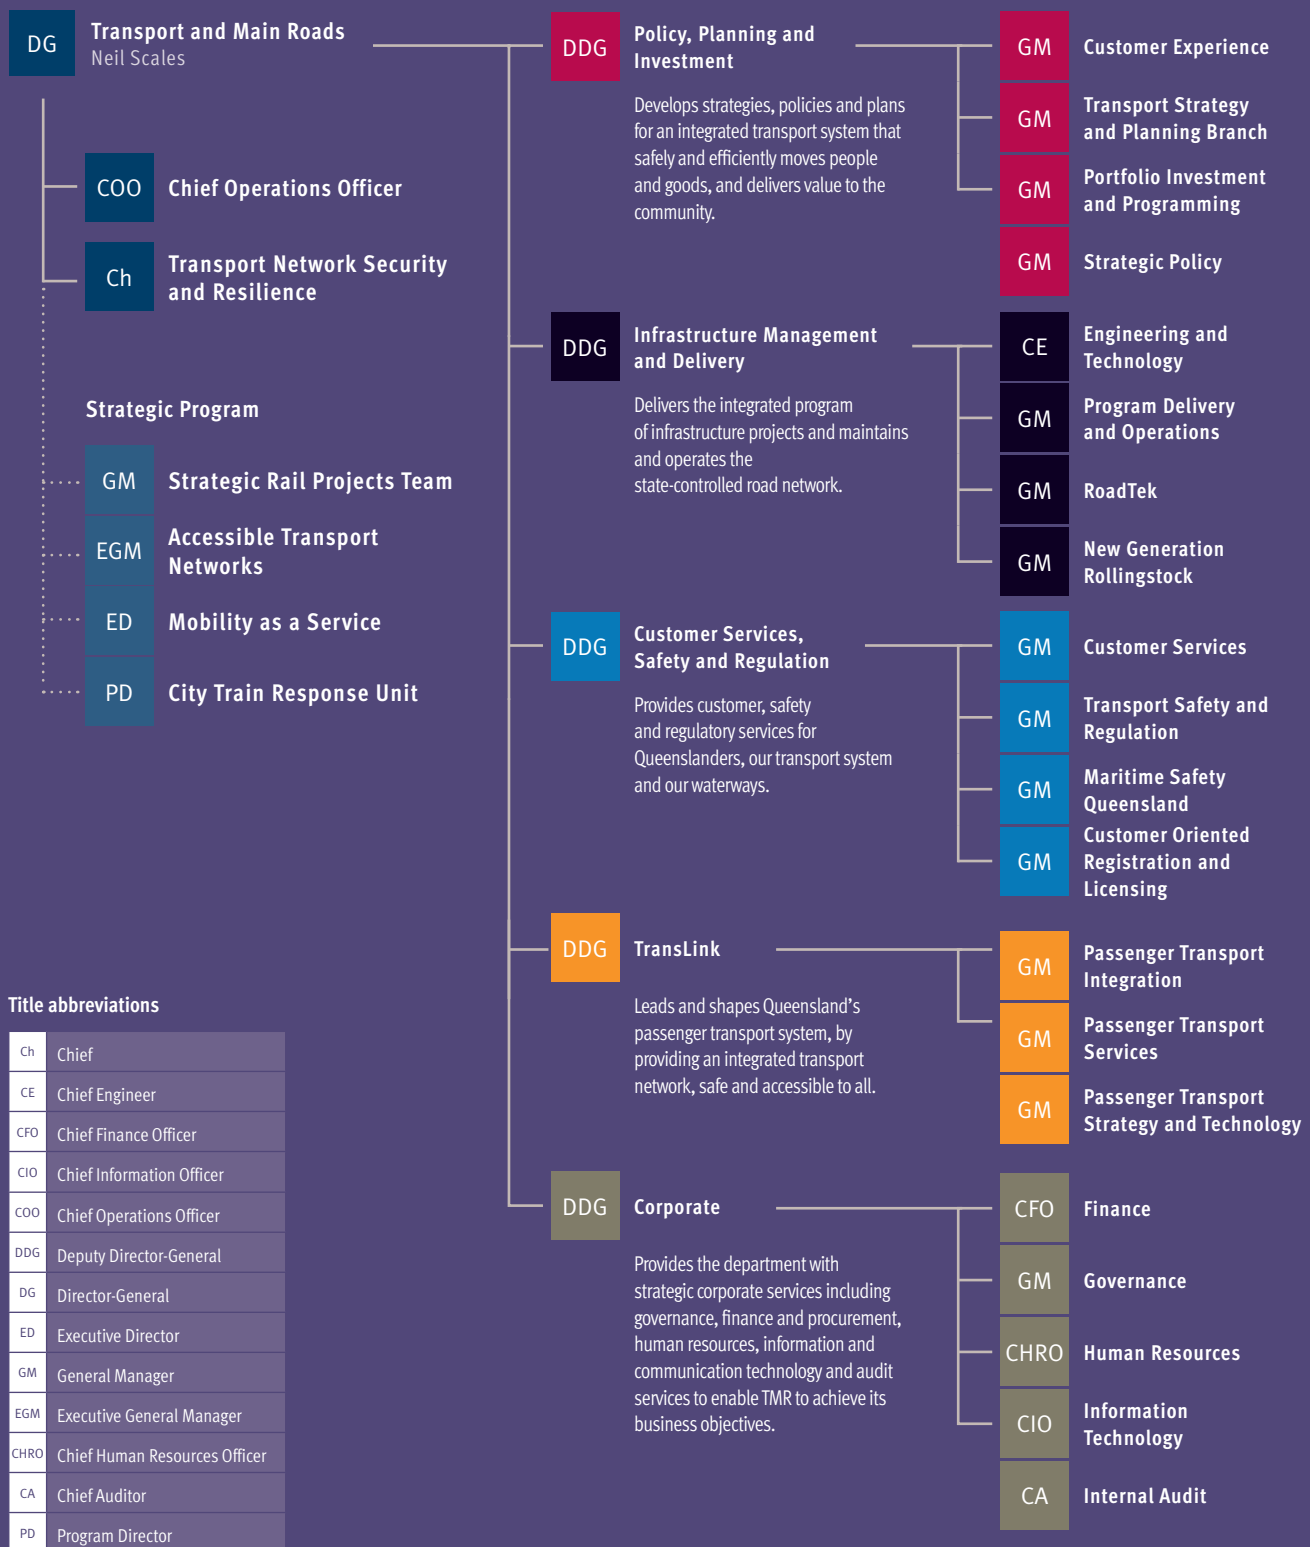 DG
Transport and Main Roads
Neil Scales
COO
Chief Operations Officer
Ch
Transport Network Security
and Resilience
Strategic Program
GM
Strategic Rail Projects Team
EGM
Accessible Transport
Networks
ED
Mobility as a Service
PD
City Train Response Unit
DDG
Policy, Planning and
Investment
Develops strategies, policies and plans
for an integrated transport system that
safely and efficiently moves people
and goods, and delivers value to the
community.
GM
Customer Experience
GM
Transport Strategy
and Planning Branch
GM
Portfolio Investment
and Programming
GM
Strategic Policy
DDG
Infrastructure Management
and Delivery
Delivers the integrated program
of infrastructure projects and maintains
and operates the
state-controlled road network.
CE
Engineering and
Technology
GM
Program Delivery
and Operations
GM
RoadTek
GM
New Generation
Rollingstock
DDG
Customer Services,
Safety and Regulation
Provides customer, safety
and regulatory services for
Queenslanders, our transport system
and our waterways.
GM
Customer Services
GM
Transport Safety and
Regulation
GM
Maritime Safety
Queensland
GM
Customer Oriented
Registration and
Licensing
DDG
TransLink
Leads and shapes Queensland's
passenger transport system, by
providing an integrated transport
network, safe and accessible to all.
GM
Passenger Transport
Integration
GM
Passenger Transport
Services
GM
Passenger Transport
Strategy and Technology
DDG
Corporate
Provides the department with
strategic corporate services including
governance, finance and procurement,
human resources, information and
communication technology and audit
services to enable TMR to achieve its
business objectives.
CFO
Finance
GM
Governance
CHRO
Human Resources
CIO
Information
Technology
CA
Internal Audit
Title abbreviations
Ch Chief
CE Chief Engineer
CFO Chief Finance Officer
CIO Chief Information Officer
COO Chief Operations Officer
DDG Deputy Director-General
DG Director-General
ED Executive Director
GM General Manager
EGM Executive General Manager
CHRO Chief Human Resources Officer
CA Chief Auditor
PD Program Director